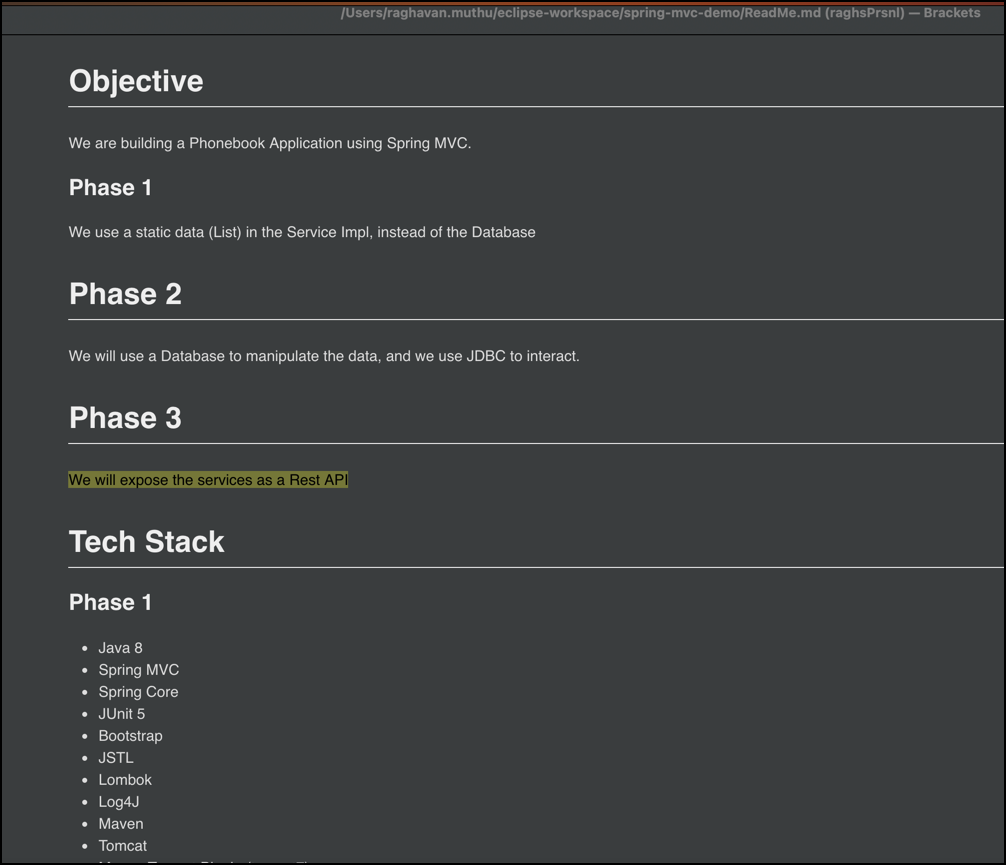 /Users/raghavan.muthu/eclipse-workspace/spring-mvc-demo/ReadMe.md (raghsPrsnl) — Brackets
Objective
We are building a Phonebook Application using Spring MVC.
Phase 1
We use a static data (List) in the Service Impl, instead of the Database
Phase 2
We will use a Database to manipulate the data, and we use JDBC to interact.
Phase 3
We will expose the services as a Rest API
Tech Stack
Phase 1
• Java 8
• Spring MVC
• Spring Core
• JUnit 5
• Bootstrap
• JSTL
• Lombok
• Log4J
• Maven
• Tomcat